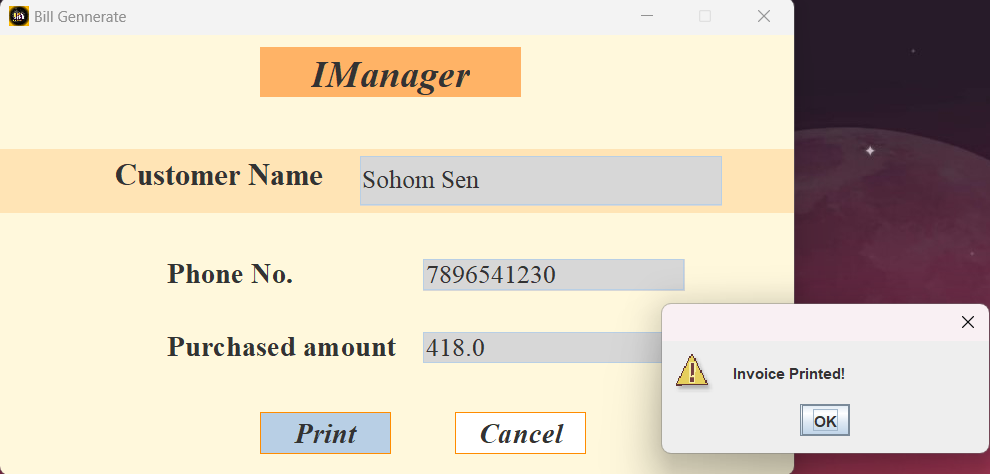 Bill Gennerate
IManager
Customer Name
Sohom Sen
Phone No.
7896541230
Purchased amount
418.0
Invoice Printed!
OK
Print
Cancel